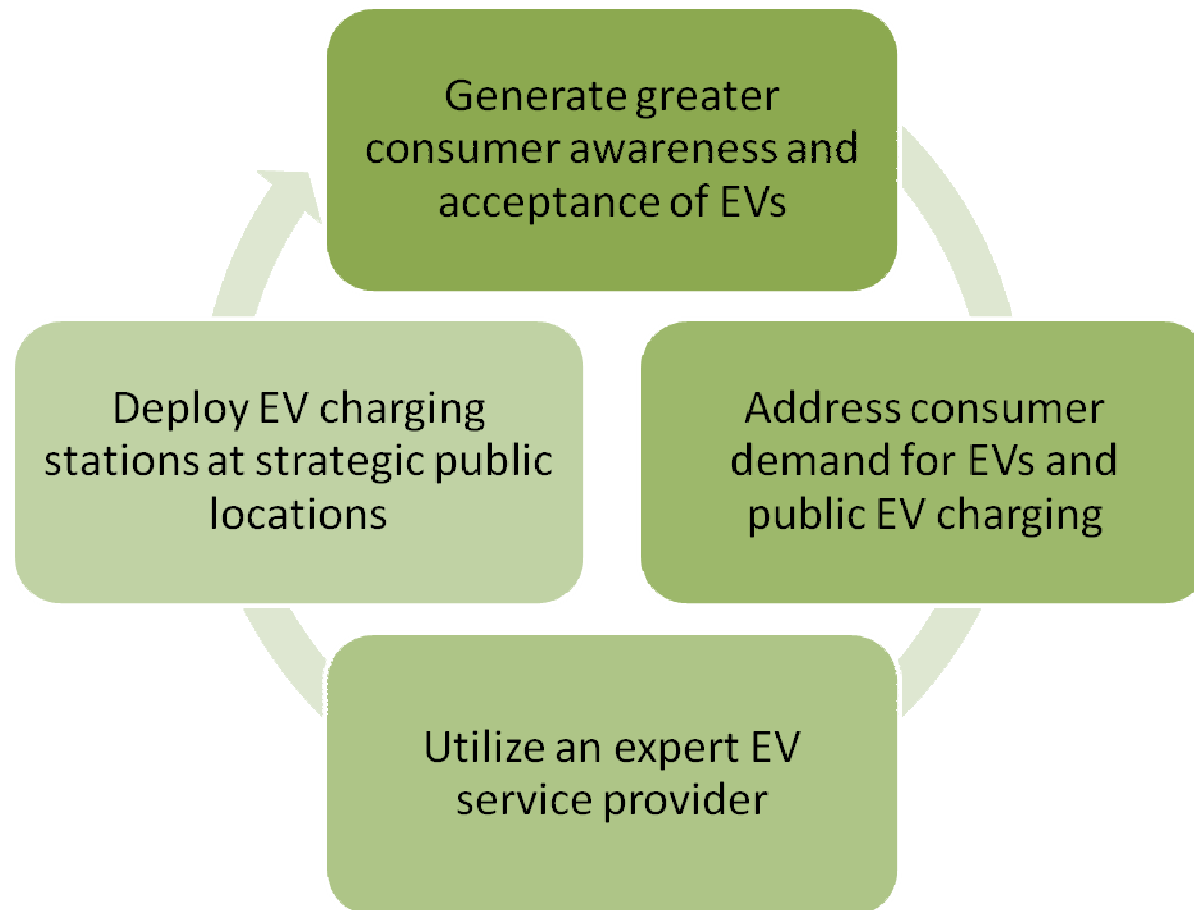 Generate greater
consumer awareness and
acceptance of EVs
Address consumer
demand for EVs and
public EV charging
Utilize an expert EV
service provider
Deploy EV charging
stations at strategic public
locations